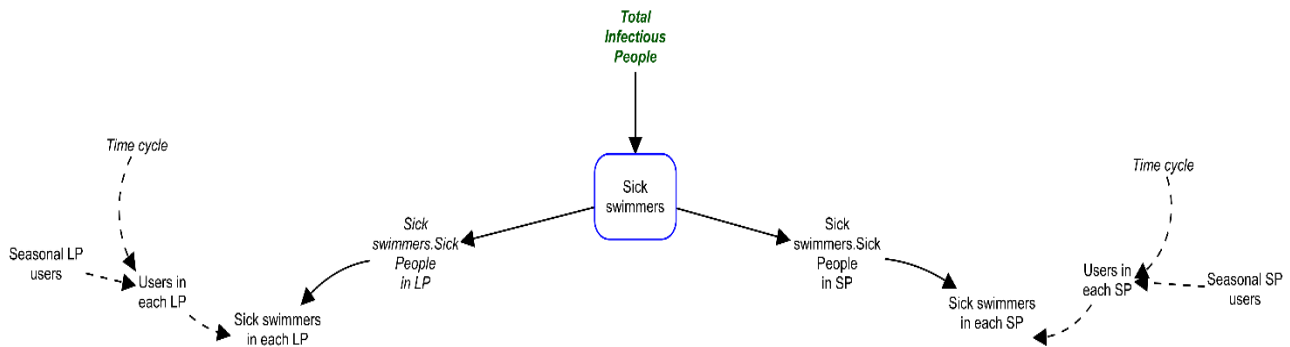 Total
Infectious
People
Time cycle
Time cycle
Sick
swimmers
Sick
swimmers.Sick
People
in LP
Sick
swimmers.Sick
People
in SP
Seasonal LP
users
Users in
each LP
Users in
each SP
Seasonal SP
users
Sick swimmers
in each LP
Sick swimmers
in each SP